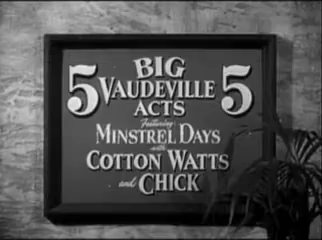 BIG
5 VAUDEVILLE 5
ACTS
Featuring
MINSTREL DAYS
with
COTTON WATTS
and CHICK